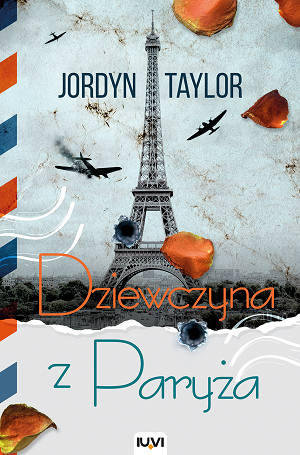 JORDYN TAYLOR
Dziewczyna
z Paryża
IUVI